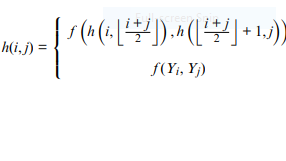 h(i,j) = { f(h(i,⌊(i+j)/2⌋),h(⌊(i+j)/2⌋+1,j))
f(Y_i, Y_j)